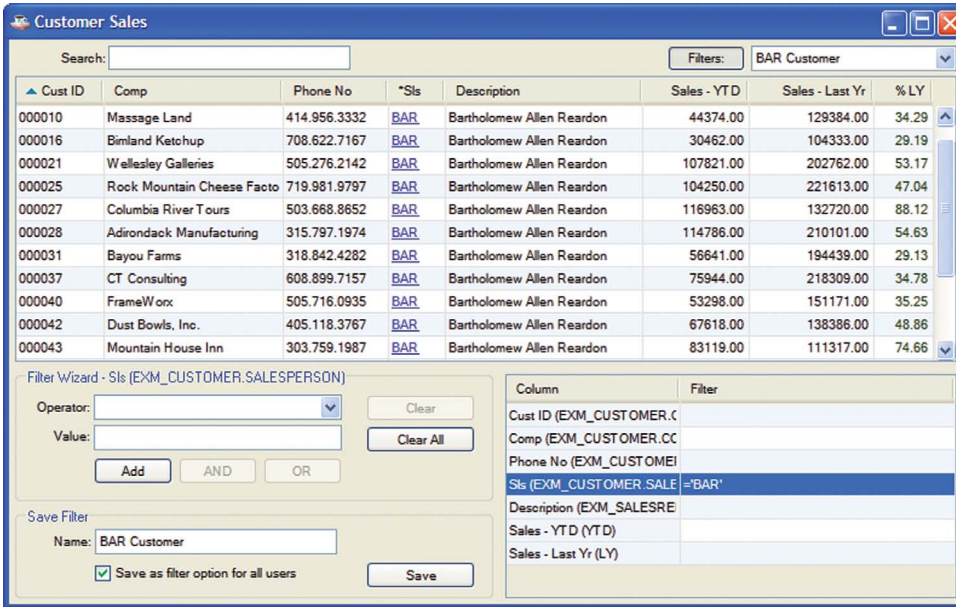 Customer Sales
Search: Filters: BAR Customer
Cust ID Comp Phone No *Sls Description Sales - YTD Sales - Last Yr % LY
000010 Massage Land 414.956.3332 BAR Bartholomew Allen Reardon 44374.00 129384.00 34.29
000016 Bimland Ketchup 708.622.7167 BAR Bartholomew Allen Reardon 30462.00 104333.00 29.19
000021 Wellesley Galleries 505.276.2142 BAR Bartholomew Allen Reardon 107821.00 202762.00 53.17
000025 Rock Mountain Cheese Facto 719.981.9797 BAR Bartholomew Allen Reardon 104250.00 221613.00 47.04
000027 Columbia River Tours 503.668.8652 BAR Bartholomew Allen Reardon 116963.00 132720.00 88.12
000028 Adirondack Manufacturing 315.797.1974 BAR Bartholomew Allen Reardon 114786.00 210101.00 54.63
000031 Bayou Farms 318.842.4282 BAR Bartholomew Allen Reardon 56641.00 194439.00 29.13
000037 CT Consulting 608.899.7157 BAR Bartholomew Allen Reardon 75944.00 218309.00 34.78
000040 FrameWorx 505.716.0935 BAR Bartholomew Allen Reardon 53298.00 151171.00 35.25
000042 Dust Bowls, Inc. 405.118.3767 BAR Bartholomew Allen Reardon 67618.00 138386.00 48.86
000043 Mountain House Inn 303.759.1987 BAR Bartholomew Allen Reardon 83119.00 111317.00 74.66
Filter Wizard - Sls (EXM_CUSTOMER.SALESPERSON)
Operator: Clear
Value: Clear All
Add AND OR
Save Filter
Name: BAR Customer
Save as filter option for all users Save
Column Filter
Cust ID (EXM_CUSTOMER.C
Comp (EXM_CUSTOMER.CC
Phone No (EXM_CUSTOMEI
Sls (EXM_CUSTOMER.SALE ='BAR'
Description (EXM_SALESREI
Sales - YTD (YTD)
Sales - Last Yr (LY)